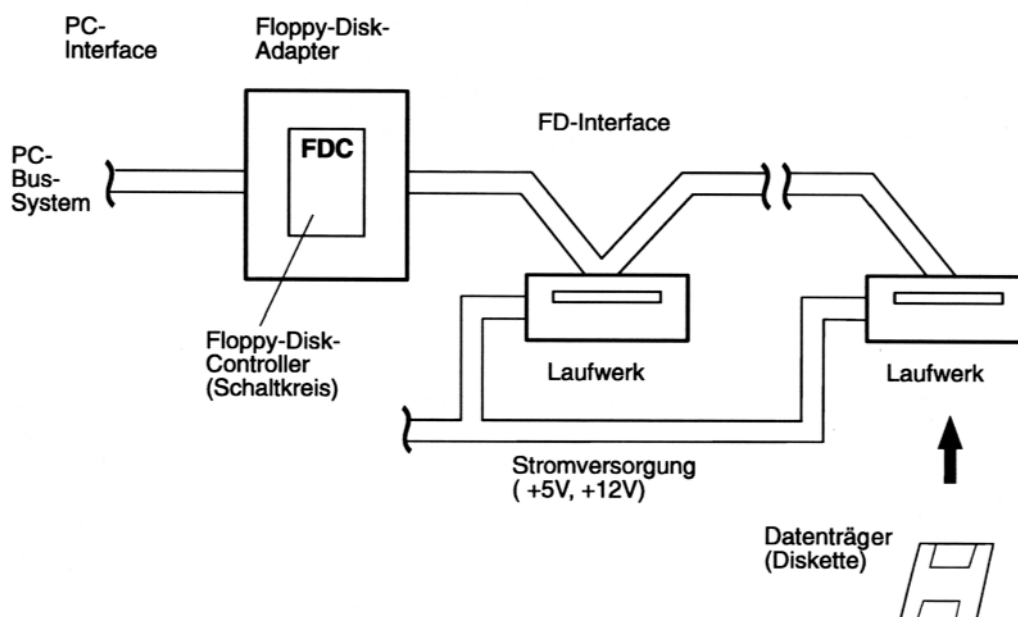 PC-
Interface
Floppy-Disk-
Adapter
FD-Interface
PC-
Bus-
System
FDC
Floppy-Disk-
Controller
(Schaltkreis)
Laufwerk
Laufwerk
Stromversorgung
( +5V, +12V)
Datenträger
(Diskette)